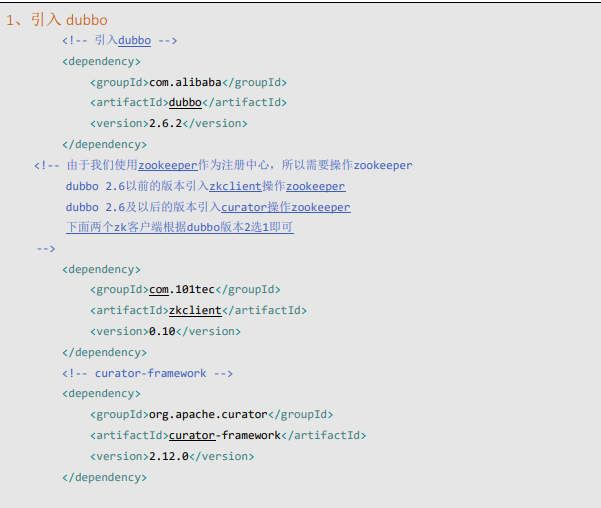 1、引入 dubbo
<!-- 引入dubbo -->
<dependency>
<groupId>com.alibaba</groupId>
<artifactId>dubbo</artifactId>
<version>2.6.2</version>
</dependency>
<!-- 由于我们使用zookeeper作为注册中心，所以需要操作zookeeper
dubbo 2.6以前的版本引入zkclient操作zookeeper
dubbo 2.6及以后的版本引入curator操作zookeeper
下面两个zk客户端根据dubbo版本2选1即可
-->
<dependency>
<groupId>com.101tec</groupId>
<artifactId>zkclient</artifactId>
<version>0.10</version>
</dependency>
<!-- curator-framework -->
<dependency>
<groupId>org.apache.curator</groupId>
<artifactId>curator-framework</artifactId>
<version>2.12.0</version>
</dependency>